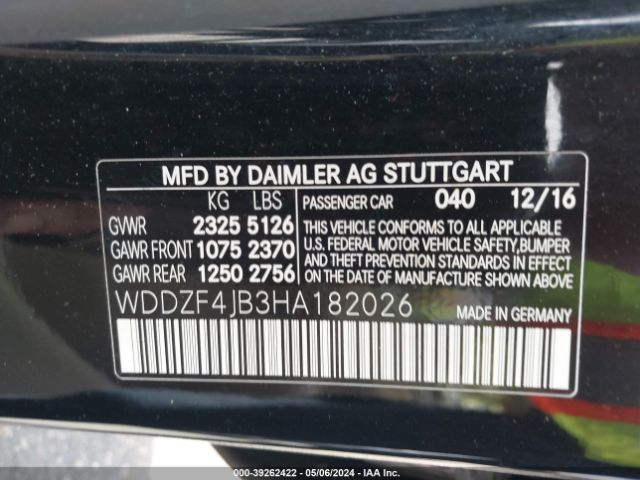 MFD BY DAIMLER AG STUTTGART
KG LBS PASSENGER CAR 040 12/16
GVWR 2325 5126 THIS VEHICLE CONFORMS TO ALL APPLICABLE
GAWR FRONT 1075 2370 U.S. FEDERAL MOTOR VEHICLE SAFETY,BUMPER
GAWR REAR 1250 2756 AND THEFT PREVENTION STANDARDS IN EFFECT
ON THE DATE OF MANUFACTURE SHOWN ABOVE
WDDZF4JB3HA182026 MADE IN GERMANY
000-39262422 - 05/06/2024 - IAA Inc.